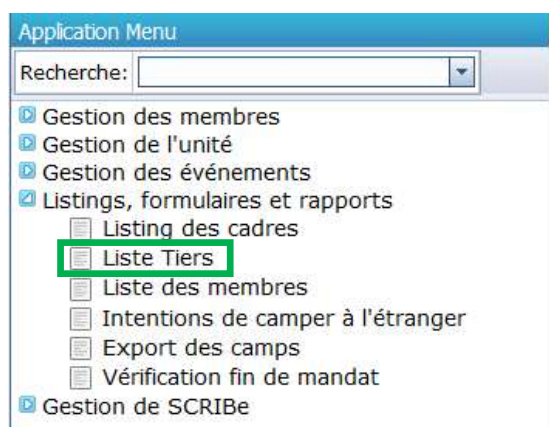 Application Menu
Recherche:
Gestion des membres
Gestion de l'unité
Gestion des événements
Listings, formulaires et rapports
Listing des cadres
Liste Tiers
Liste des membres
Intentions de camper à l'étranger
Export des camps
Vérification fin de mandat
Gestion de SCRIBe